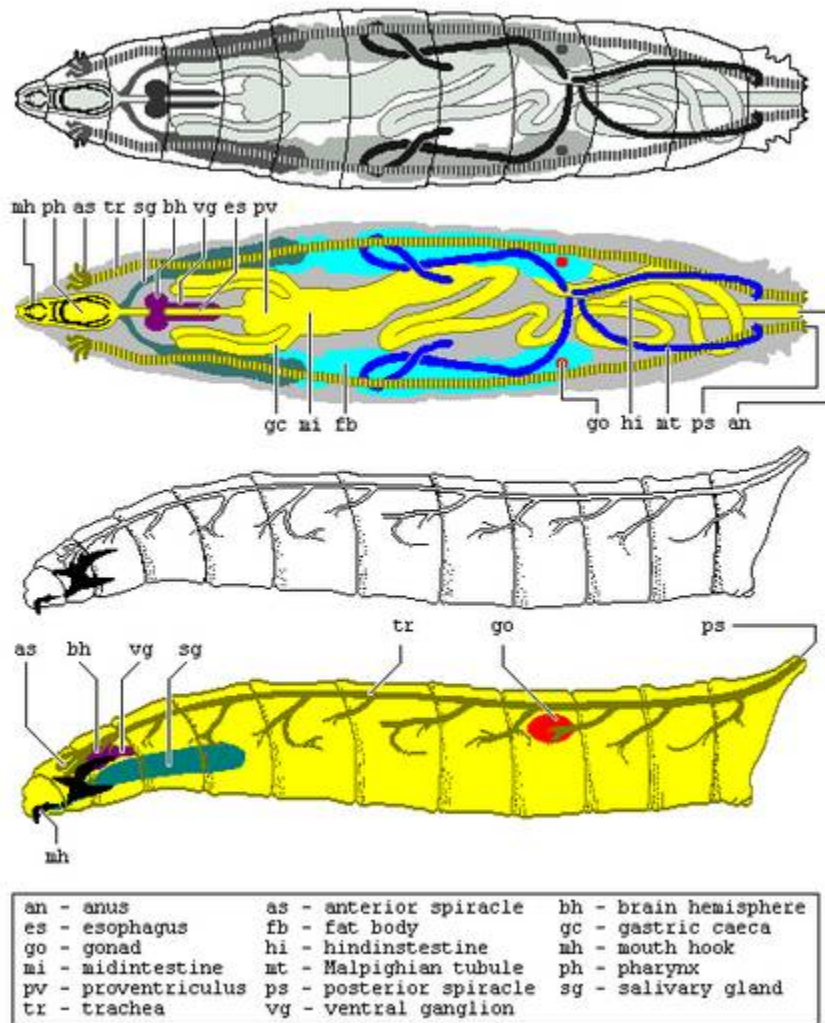 mh ph as tr sg bh vg es pv
gc mi fb go hi mt ps an
as bh vg sg tr go ps
mh
an - anus as - anterior spiracle bh - brain hemisphere
es - esophagus fb - fat body gc - gastric caeca
go - gonad hi - hindinstestine mh - mouth hook
mi - midintestine mt - Malpighian tubule ph - pharynx
pv - proventriculus ps - posterior spiracle sg - salivary gland
tr - trachea vg - ventral ganglion